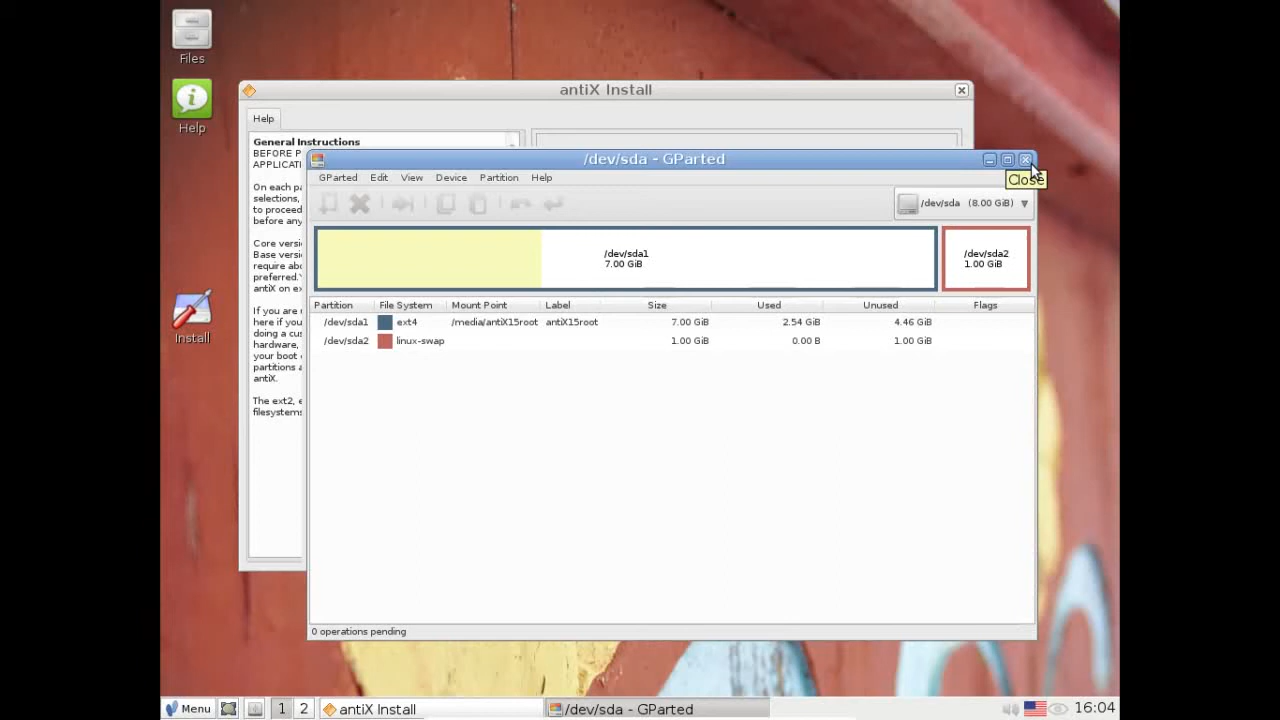 Files
Help
Install
antiX Install
Help
General Instructions
BEFORE P
APPLICATI
On each pa
selections,
to proceed
before any
Core versi
Base versi
require abo
preferred.Y
antiX on ex
If you are
here if you
doing a cus
hardware,
your boot
partitions a
antiX.
The ext2, e
filesystems
/dev/sda - GParted
GParted Edit View Device Partition Help
Close
/dev/sda (8.00 GiB)
/dev/sda1
7.00 GiB
/dev/sda2
1.00 GiB
Partition File System Mount Point Label Size Used Unused Flags
/dev/sda1 ext4 /media/antiX15root antiX15root 7.00 GiB 2.54 GiB 4.46 GiB
/dev/sda2 linux-swap 1.00 GiB 0.00 B 1.00 GiB
0 operations pending
Menu 1 2 antiX Install /dev/sda - GParted 16:04